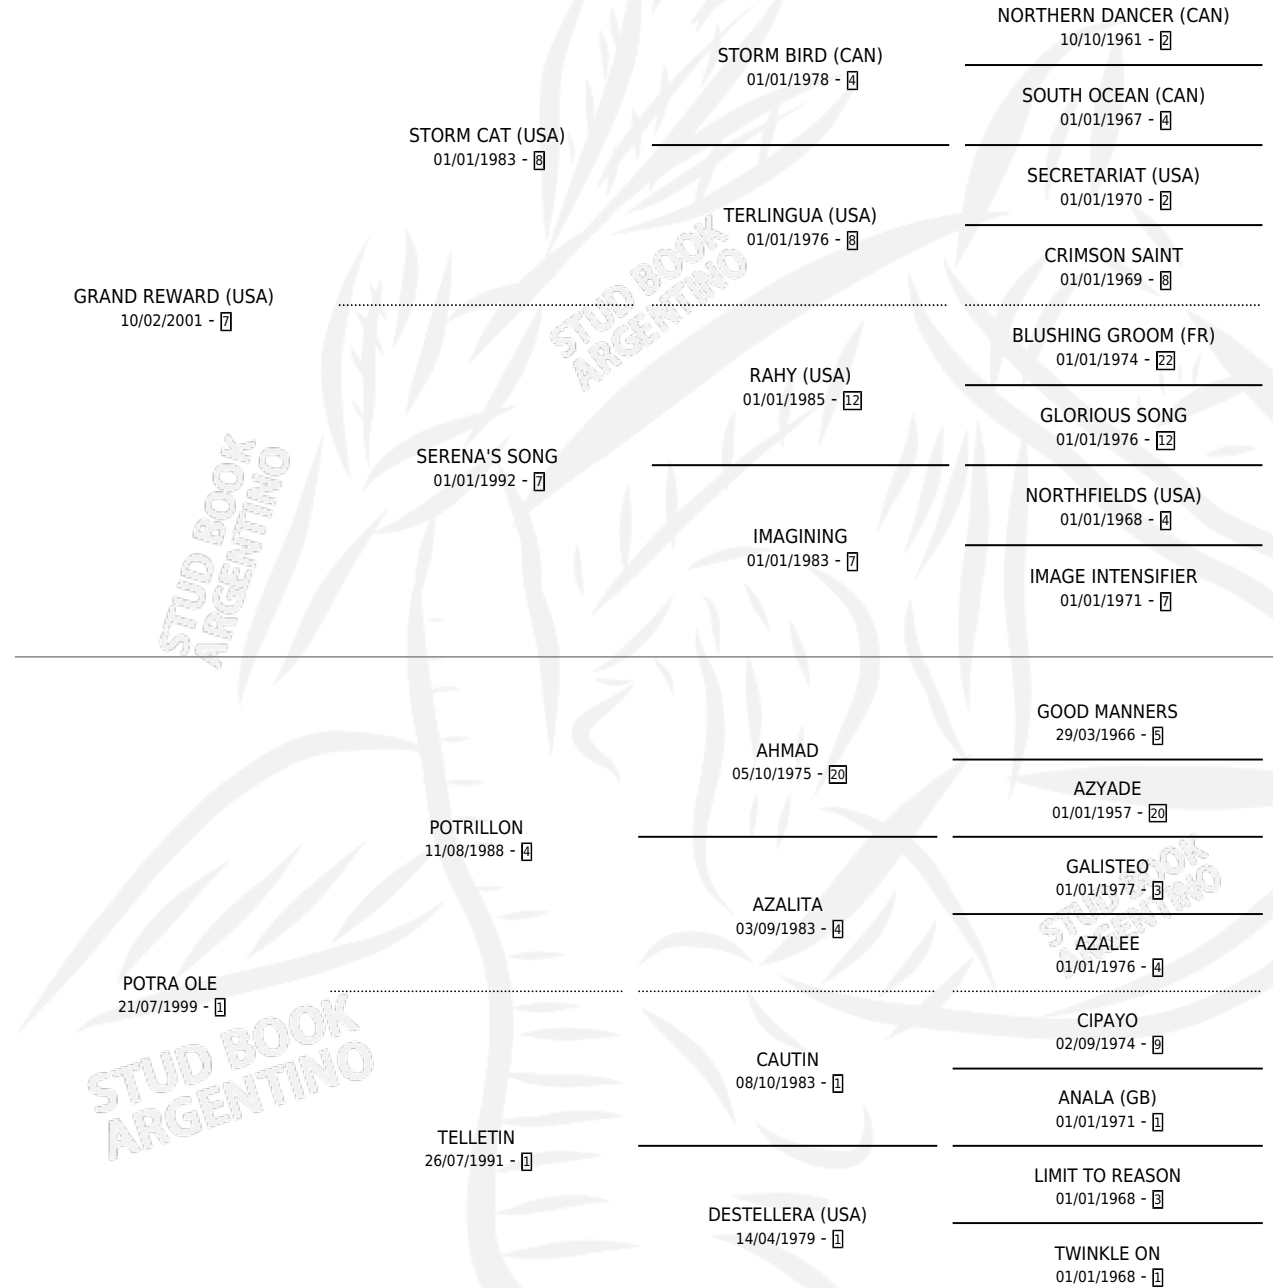 NORTHERN DANCER (CAN)
10/10/1961 - 2
STORM BIRD (CAN)
01/01/1978 - 4
SOUTH OCEAN (CAN)
01/01/1967 - 4
STORM CAT (USA)
01/01/1983 - 8
SECRETARIAT (USA)
01/01/1970 - 2
TERLINGUA (USA)
01/01/1976 - 8
CRIMSON SAINT
01/01/1969 - 8
GRAND REWARD (USA)
10/02/2001 - 7
BLUSHING GROOM (FR)
01/01/1974 - 22
RAHY (USA)
01/01/1985 - 12
GLORIOUS SONG
01/01/1976 - 12
SERENA'S SONG
01/01/1992 - 7
NORTHFIELDS (USA)
01/01/1968 - 4
IMAGINING
01/01/1983 - 7
IMAGE INTENSIFIER
01/01/1971 - 7
STUD BOOK
ARGENTINO
STUD BOOK
ARGENTINO
GOOD MANNERS
29/03/1966 - 5
AHMAD
05/10/1975 - 20
AZYADE
01/01/1957 - 20
POTRILLON
11/08/1988 - 4
GALISTEO
01/01/1977 - 3
AZALITA
03/09/1983 - 4
AZALEE
01/01/1976 - 4
POTRA OLE
21/07/1999 - 1
CIPAYO
02/09/1974 - 9
CAUTIN
08/10/1983 - 1
ANALA (GB)
01/01/1971 - 1
TELLETIN
26/07/1991 - 1
LIMIT TO REASON
01/01/1968 - 3
DESTELLERA (USA)
14/04/1979 - 1
TWINKLE ON
01/01/1968 - 1
STUD BOOK
ARGENTINO
STUD BOOK
ARGENTINO